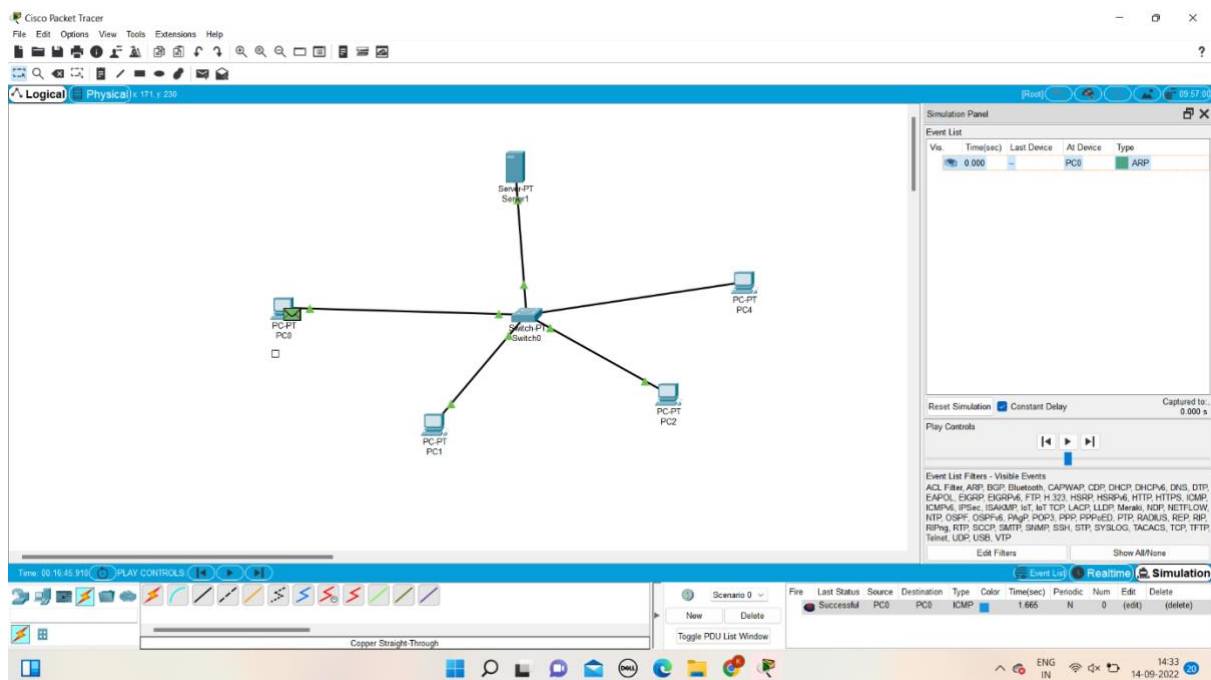 Cisco Packet Tracer
File Edit Options View Tools Extensions Help
?
Logical Physical x: 171, y: 230 [Root] 09:57:00
Simulation Panel
Event List
Vis. Time(sec) Last Device At Device Type
0.000 -- PC0 ARP
Server-PT
Server1
PC-PT
PC4
PC-PT
PC0
Switch-PT
Switch0
PC-PT
PC2
PC-PT
PC1
Reset Simulation Constant Delay Captured to:
0.000 s
Play Controls
Event List Filters - Visible Events
ACL Filter, ARP, BGP, Bluetooth, CAPWAP, CDP, DHCP, DHCPv6, DNS, DTP,
EAPOL, EIGRP, EIGRPv6, FTP, H.323, HSRP, HSRPv6, HTTP, HTTPS, ICMP,
ICMPv6, IPSec, ISAKMP, IoT, IoT TCP, LACP, LLDP, Meraki, NDP, NETFLOW,
NTP, OSPF, OSPFv6, PAgP, POP3, PPP, PPPoED, PTP, RADIUS, REP, RIP,
RIPng, RTP, SCCP, SMTP, SNMP, SSH, STP, SYSLOG, TACACS, TCP, TFTP,
Telnet, UDP, USB, VTP
Edit Filters Show All/None
Time: 00:16:45.910 PLAY CONTROLS: Event List Realtime Simulation
Scenario 0
New Delete
Toggle PDU List Window
Fire Last Status Source Destination Type Color Time(sec) Periodic Num Edit Delete
Successful PC0 PC0 ICMP 1.665 N 0 (edit) (delete)
Copper Straight-Through
DELL
ENG
IN
14:33
14-09-2022
20